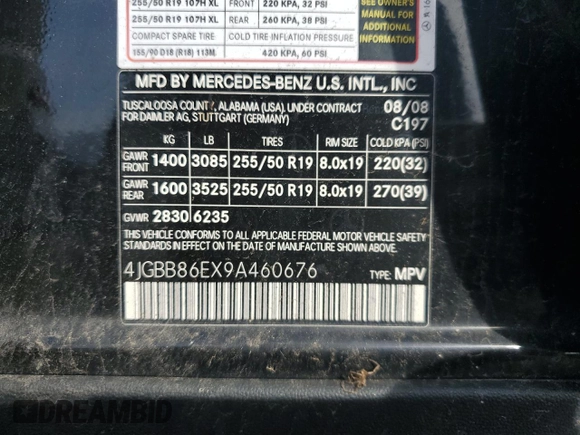 255/50 R19 107H XL FRONT 220 KPA, 32 PSI
255/50 R19 107H XL REAR 260 KPA, 38 PSI
COMPACT SPARE TIRE COLD TIRE INFLATION PRESSURE
155/90 D18 (R18) 113M 420 KPA, 60 PSI
OWNER'S
MANUAL FOR
ADDITIONAL
INFORMATION
MFD BY MERCEDES-BENZ U.S. INTL., INC
TUSCALOOSA COUNTY, ALABAMA (USA). UNDER CONTRACT 08/08
FOR DAIMLER AG, STUTTGART (GERMANY) C197
KG LB TIRES RIM SIZE COLD KPA (PSI)
GAWR FRONT 1400 3085 255/50 R19 8.0x19 220(32)
GAWR REAR 1600 3525 255/50 R19 8.0x19 270(39)
GVWR 2830 6235
THIS VEHICLE CONFORMS TO ALL APPLICABLE FEDERAL MOTOR VEHICLE SAFETY AND THEFT PREVENTION STANDARDS IN EFFECT ON THE DATE OF MANUFACTURE SHOWN ABOVE.
4JGBB86EX9A460676 TYPE: MPV
DREAMBID